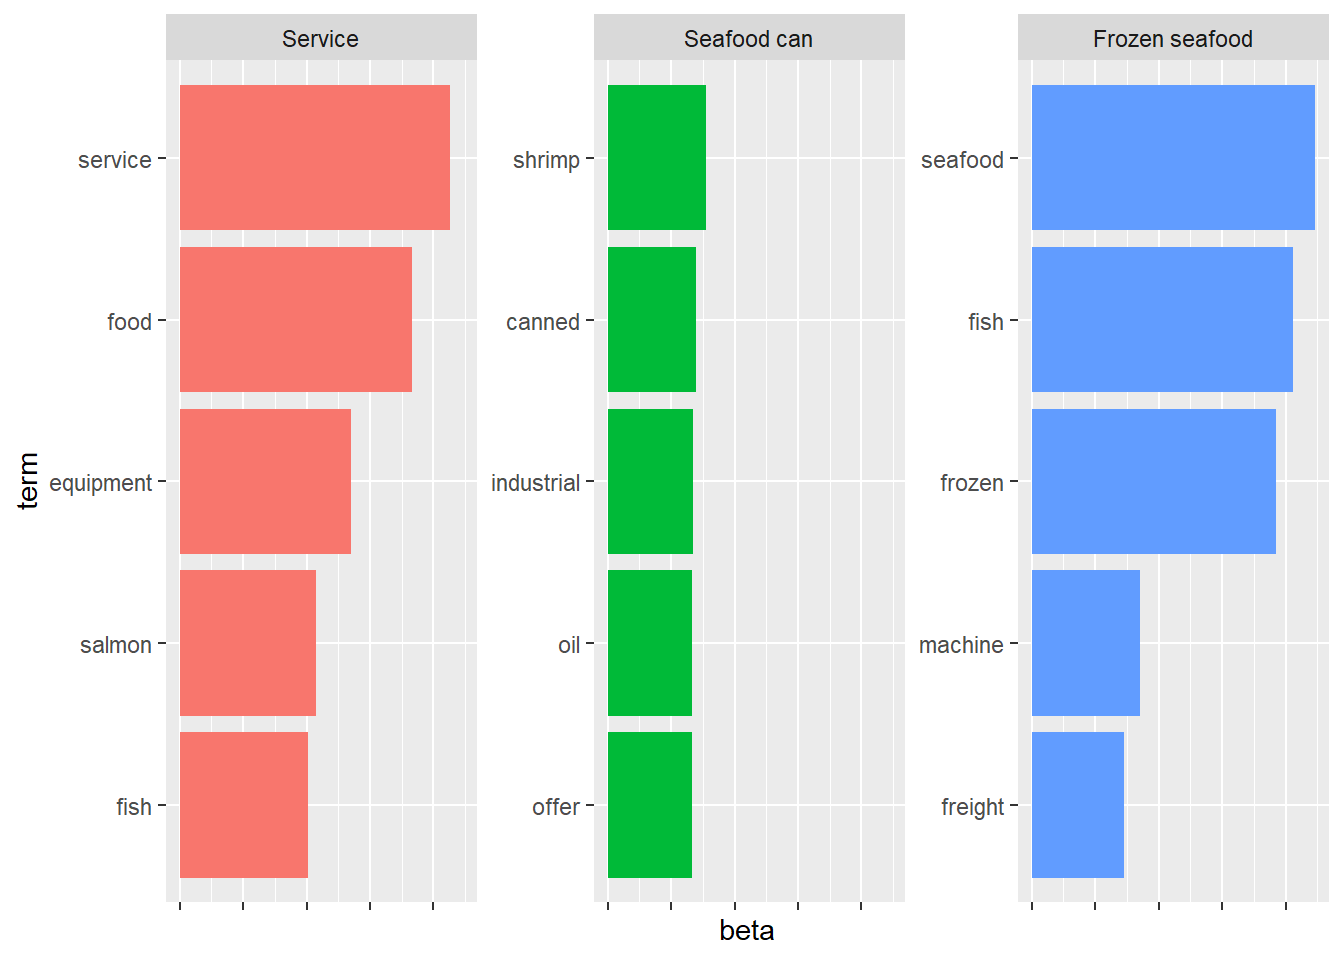 Service
Seafood can
Frozen seafood
term
service
food
equipment
salmon
fish
shrimp
canned
industrial
oil
offer
seafood
fish
frozen
machine
freight
beta